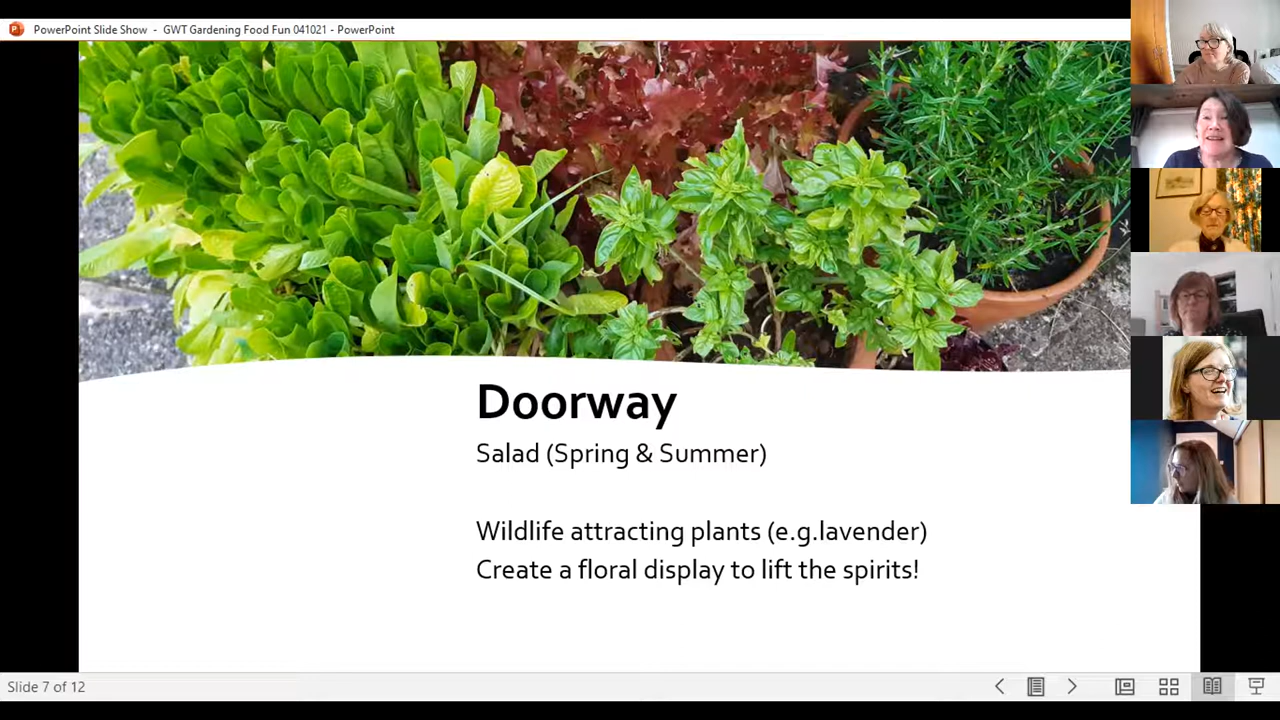 PowerPoint Slide Show - GWT Gardening Food Fun 041021 - PowerPoint
Doorway
Salad (Spring & Summer)
Wildlife attracting plants (e.g.lavender)
Create a floral display to lift the spirits!
Slide 7 of 12